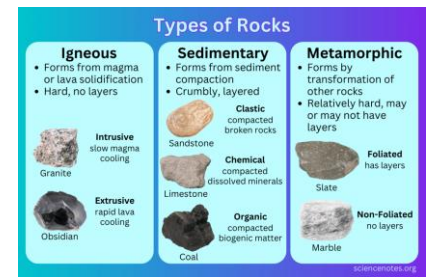 Types of Rocks
Igneous
• Forms from magma
or lava solidification
• Hard, no layers
Intrusive
slow magma
cooling
Granite
Extrusive
rapid lava
cooling
Obsidian
Sedimentary
• Forms from sediment
compaction
• Crumbly, layered
Clastic
compacted
broken rocks
Sandstone
Chemical
compacted
dissolved minerals
Limestone
Organic
compacted
biogenic matter
Coal
Metamorphic
• Forms by
transformation of
other rocks
• Relatively hard, may
or may not have
layers
Foliated
has layers
Slate
Non-Foliated
no layers
Marble
sciencenotes.org